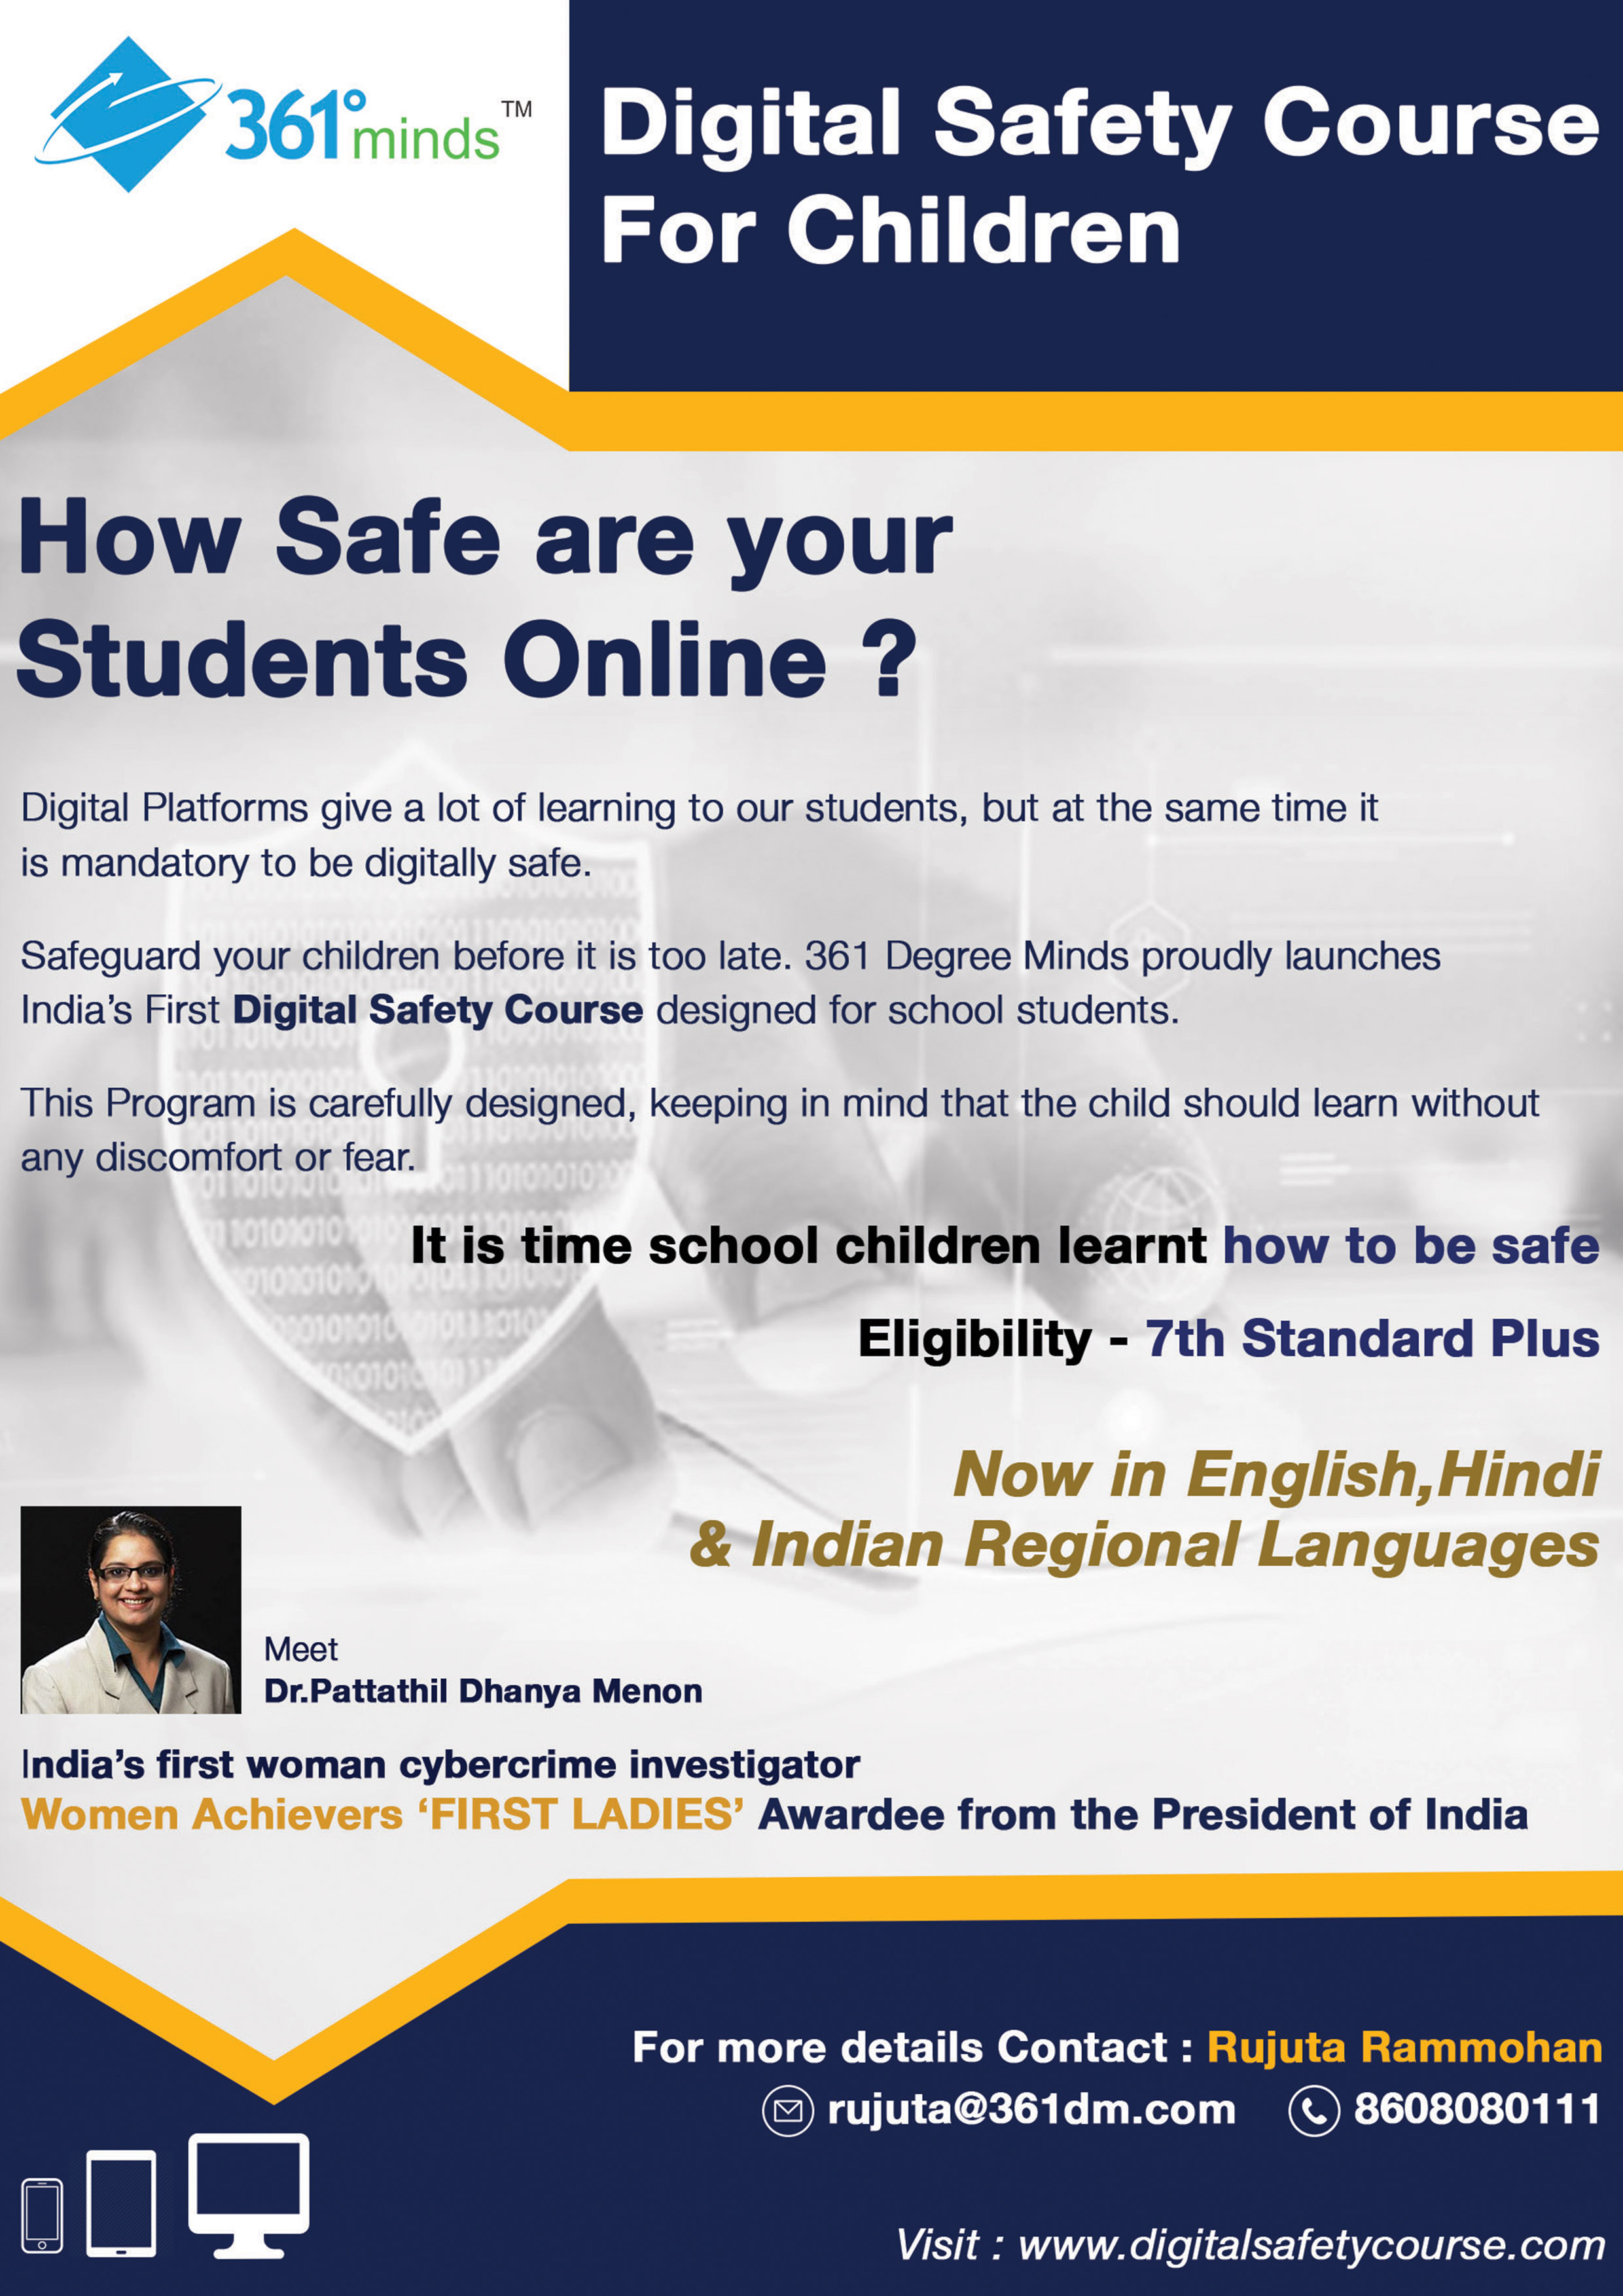 361°minds™
Digital Safety Course
For Children
How Safe are your
Students Online ?
Digital Platforms give a lot of learning to our students, but at the same time it
is mandatory to be digitally safe.
Safeguard your children before it is too late. 361 Degree Minds proudly launches
India's First Digital Safety Course designed for school students.
This Program is carefully designed, keeping in mind that the child should learn without
any discomfort or fear.
It is time school children learnt how to be safe
Eligibility - 7th Standard Plus
Now in English,Hindi
& Indian Regional Languages
Meet
Dr.Pattathil Dhanya Menon
India's first woman cybercrime investigator
Women Achievers ‘FIRST LADIES’ Awardee from the President of India
For more details Contact : Rujuta Rammohan
rujuta@361dm.com 8608080111
Visit : www.digitalsafetycourse.com